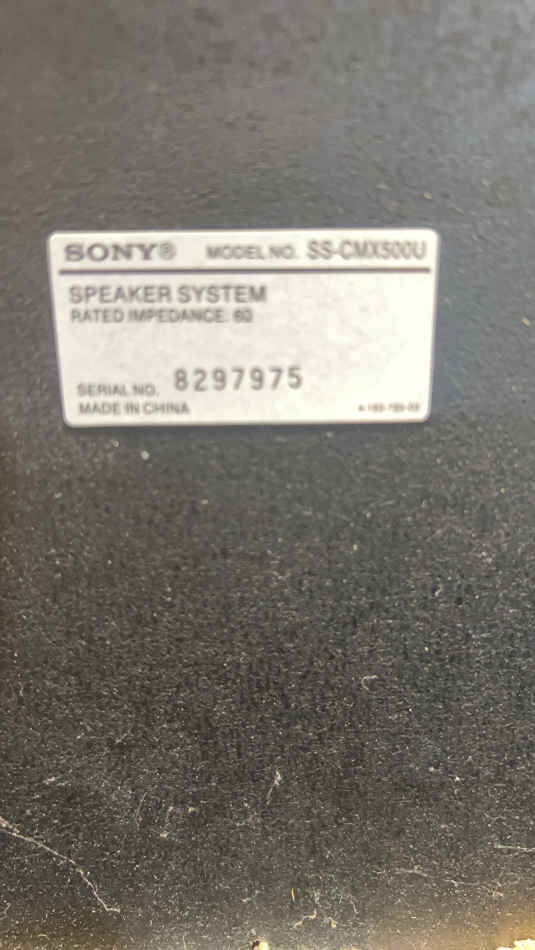 SONY® MODEL NO. SS-CMX500U
SPEAKER SYSTEM
RATED IMPEDANCE: 6Ω
SERIAL NO. 8297975
MADE IN CHINA